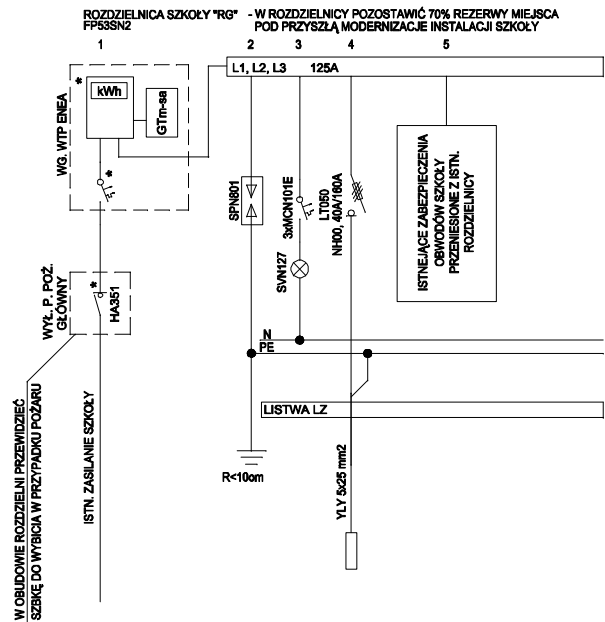 ROZDZIELNICA SZKOŁY "RG" - W ROZDZIELNICY POZOSTAWIĆ 70% REZERWY MIEJSCA
FP53SN2 POD PRZYSZŁĄ MODERNIZACJE INSTALACJI SZKOŁY
1 2 3 4 5
L1, L2, L3 125A
WG. WTP ENEA
*
kWh
GTm-sa
*
WYŁ. P. POŻ.
GŁÓWNY
*
HA351
ISTN. ZASILANIE SZKOŁY
W OBUDOWIE ROZDZIELNI PRZEWIDZIEĆ
SZBKĘ DO WYBICIA W PRZYPADKU POŻARU
SPN801
3xMCN101E
SVN127
LT050
NH00, 40A/160A
ISTNIEJĄCE ZABEZPIECZENIA
OBWODÓW SZKOŁY
PRZENIESIONE Z ISTN.
ROZDZIELNICY
N
PE
LISTWA LZ
R<10om
YLY 5x25 mm2